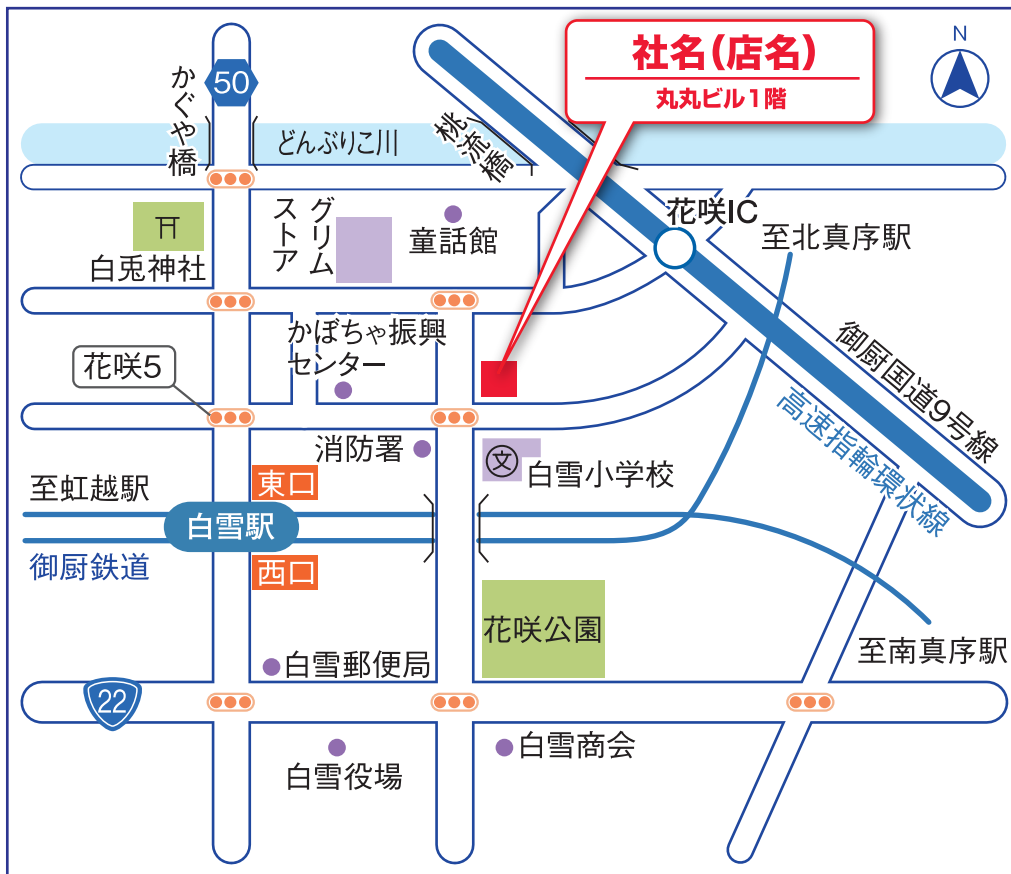 社名(店名)
丸丸ビル1階
N
50
かぐや橋
どんぶりこ川
桃流橋
花咲IC
至北真序駅
白兎神社
グリム
ストア
童話館
かぼちゃ振興
センター
花咲5
御厨国道9号線
高速指輪環状線
消防署
文
白雪小学校
至虹越駅
東口
白雪駅
御厨鉄道
西口
花咲公園
至南真序駅
白雪郵便局
22
白雪役場
白雪商会